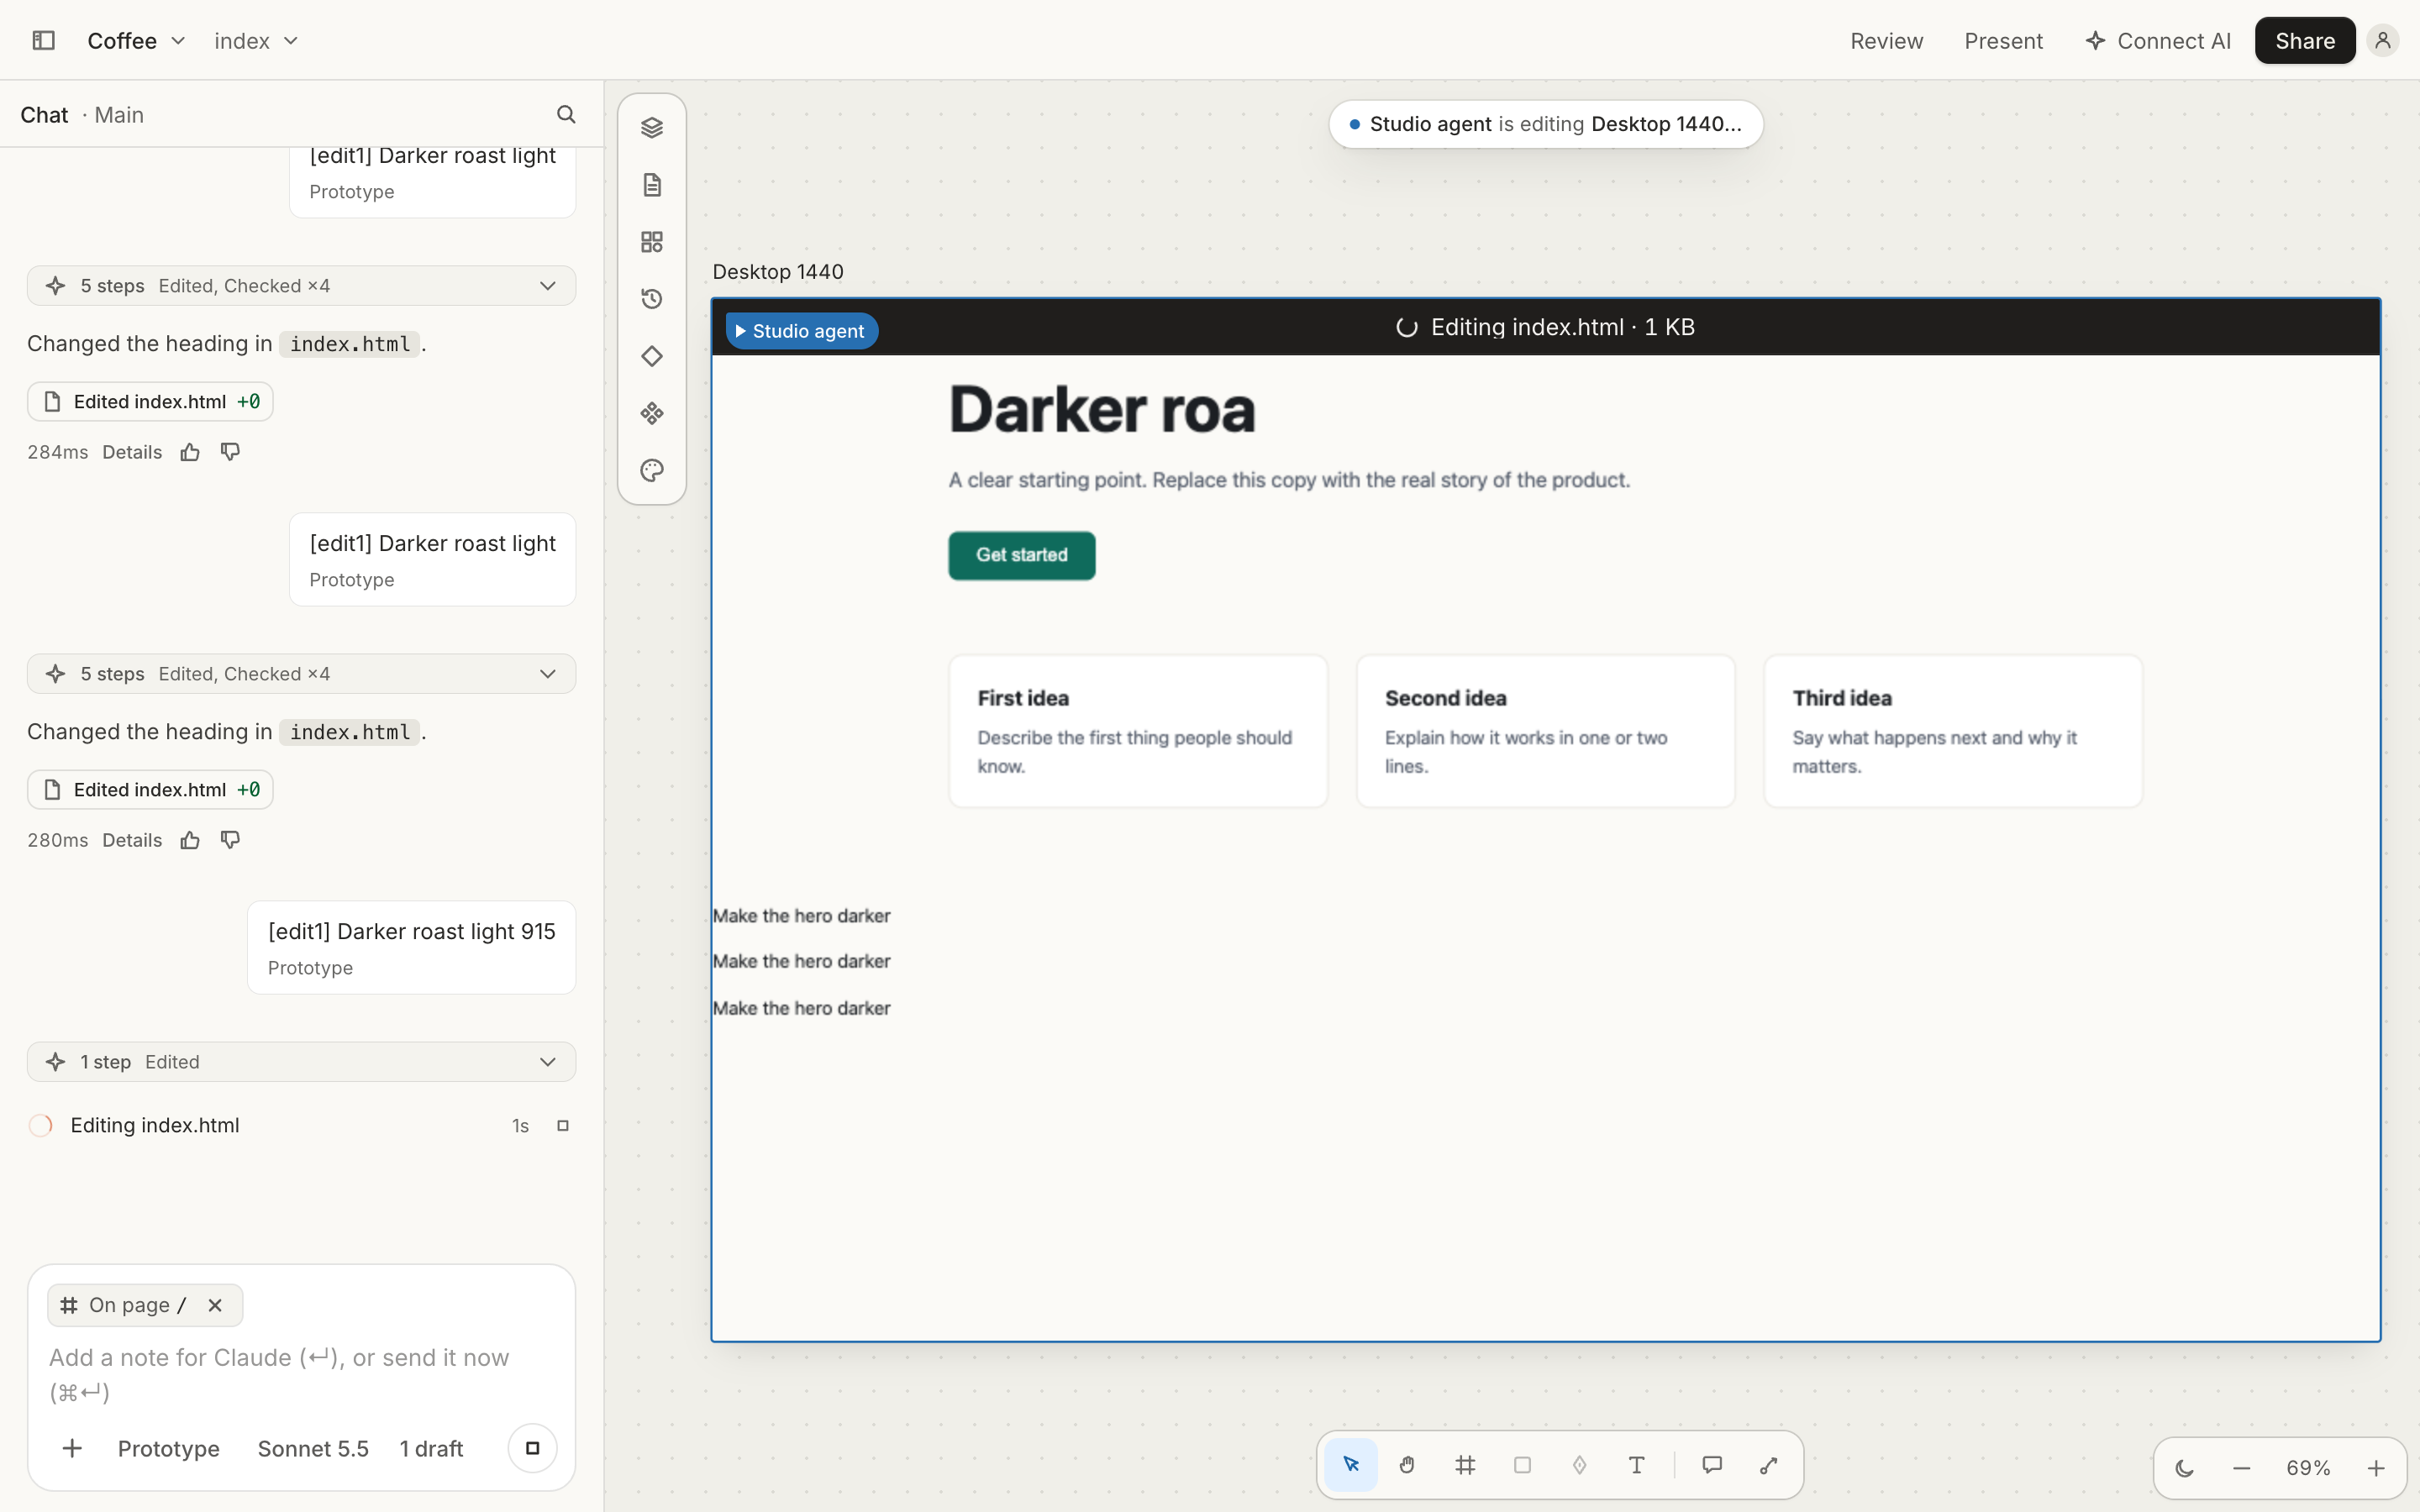 Coffee
index
Review
Present
Connect AI
Share
Chat · Main
[edit1] Darker roast light
Prototype
5 steps Edited, Checked ×4
Changed the heading in index.html.
Edited index.html +0
284ms Details
[edit1] Darker roast light
Prototype
5 steps Edited, Checked ×4
Changed the heading in index.html.
Edited index.html +0
280ms Details
[edit1] Darker roast light 915
Prototype
1 step Edited
Editing index.html 1s
On page /
Add a note for Claude (↵), or send it now
(⌘↵)
Prototype Sonnet 5.5 1 draft
Studio agent is editing Desktop 1440...
Desktop 1440
Studio agent
Editing index.html · 1 KB
Darker roa
A clear starting point. Replace this copy with the real story of the product.
Get started
First idea
Describe the first thing people should
know.
Second idea
Explain how it works in one or two
lines.
Third idea
Say what happens next and why it
matters.
Make the hero darker
Make the hero darker
Make the hero darker
69%